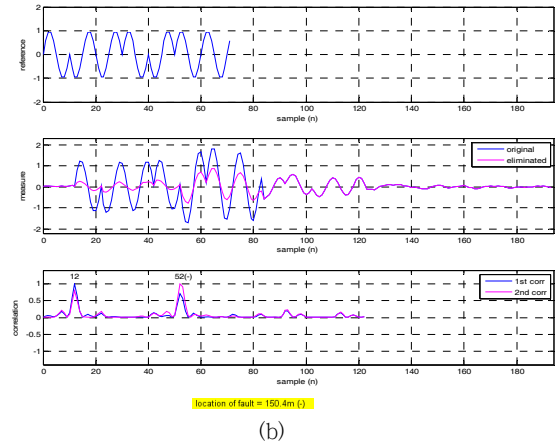 2
1
0
-1
-2
reference
0 20 40 60 80 100 120 140 160 180
sample (n)
2
1
0
-1
-2
measure
original
eliminated
0 20 40 60 80 100 120 140 160 180
sample (n)
12
52(-)
1
0.5
0
-0.5
-1
correlation
1st corr
2nd corr
0 20 40 60 80 100 120 140 160 180
sample (n)
location of fault = 150.4m (-)
(b)